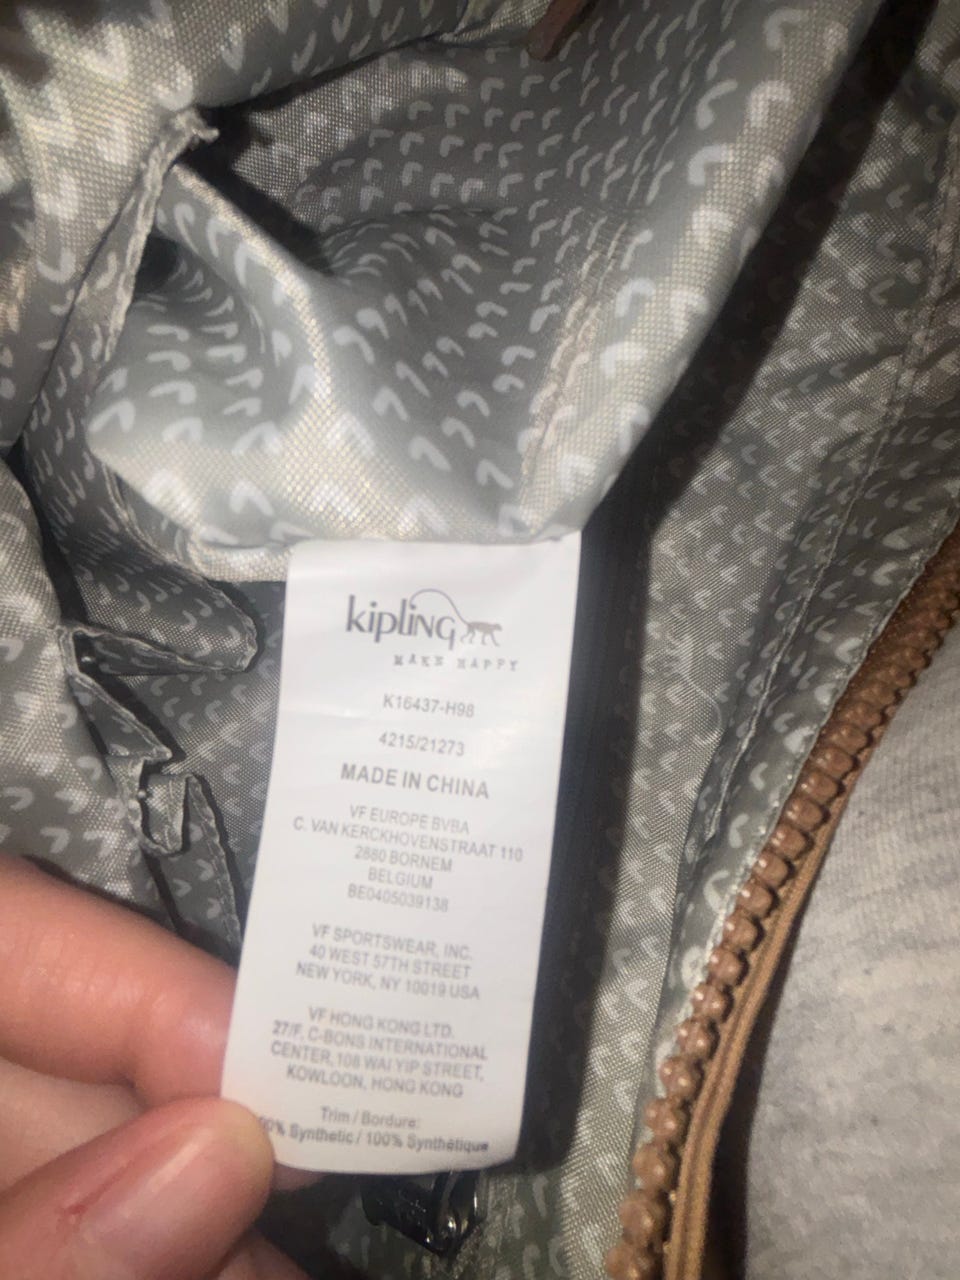 kipling
MAKE HAPPY
K16437-H98
4215/21273
MADE IN CHINA
VF EUROPE BVBA
C. VAN KERCKHOVENSTRAAT 110
2880 BORNEM
BELGIUM
BE0405039138
VF SPORTSWEAR, INC.
40 WEST 57TH STREET
NEW YORK, NY 10019 USA
VF HONG KONG LTD.
27/F, C-BONS INTERNATIONAL
CENTER, 108 WAI YIP STREET,
KOWLOON, HONG KONG
Trim / Bordure:
Synthetic / 100% Synthétique